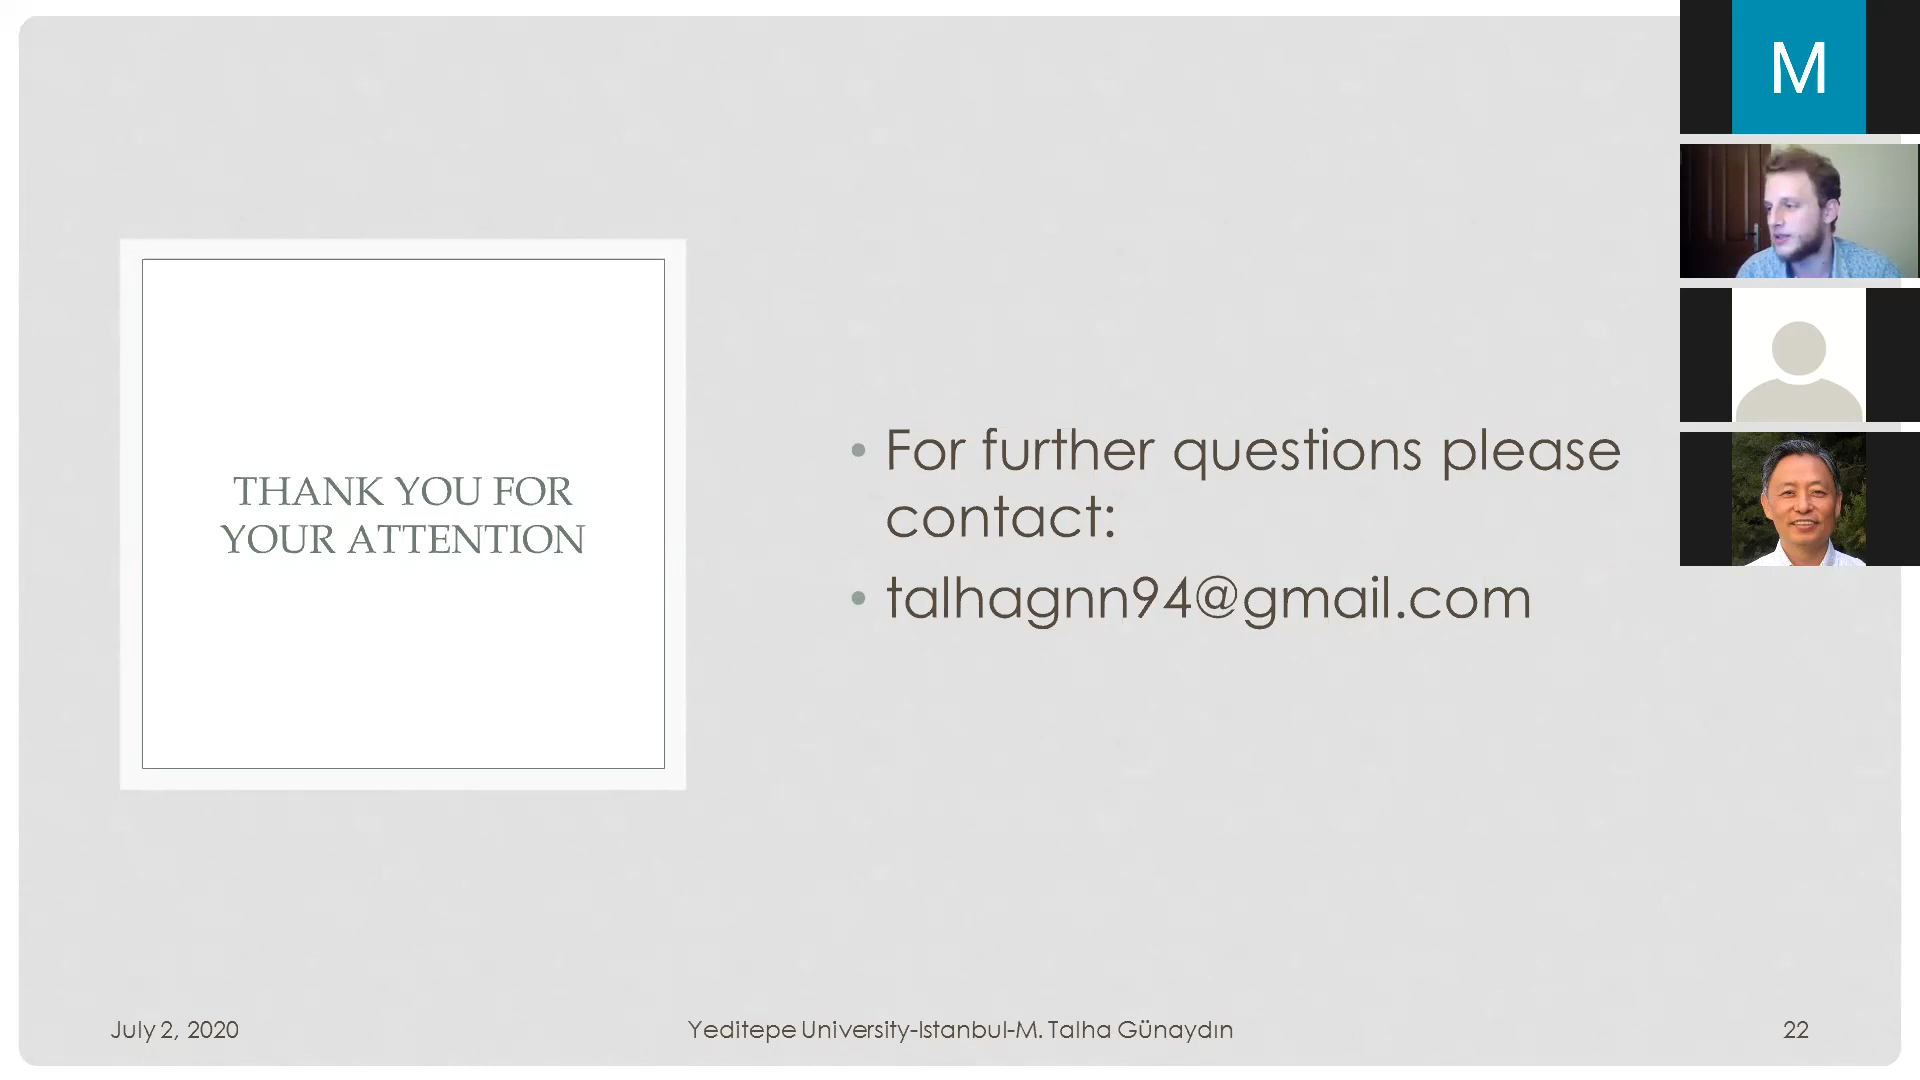 M
THANK YOU FOR
YOUR ATTENTION
• For further questions please
contact:
• talhagnn94@gmail.com
July 2, 2020
Yeditepe University-Istanbul-M. Talha Günaydın
22